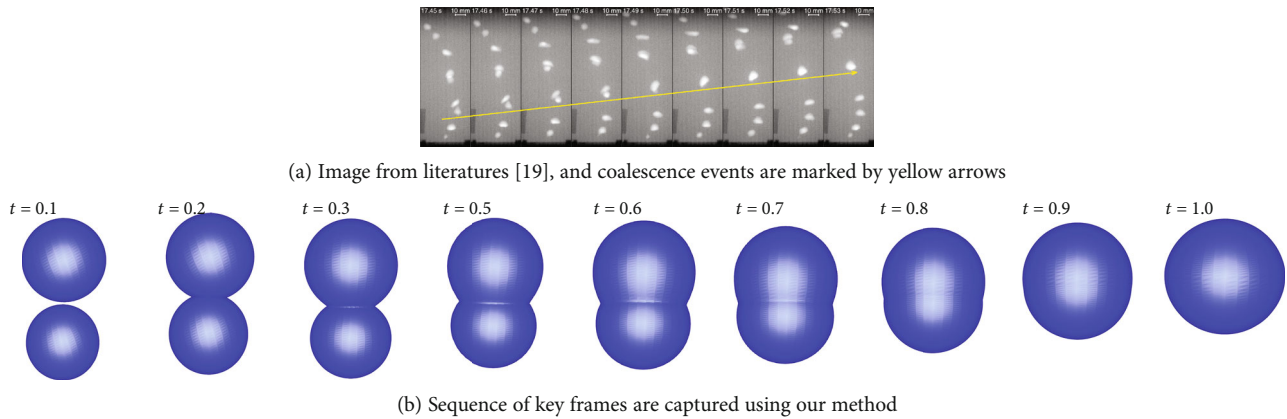 17.45 s 10 mm 17.46 s 10 mm 17.47 s 10 mm 17.48 s 10 mm 17.49 s 10 mm 17.50 s 10 mm 17.51 s 10 mm 17.52 s 10 mm 17.53 s 10 mm
(a) Image from literatures [19], and coalescence events are marked by yellow arrows
t = 0.1 t = 0.2 t = 0.3 t = 0.5 t = 0.6 t = 0.7 t = 0.8 t = 0.9 t = 1.0
(b) Sequence of key frames are captured using our method